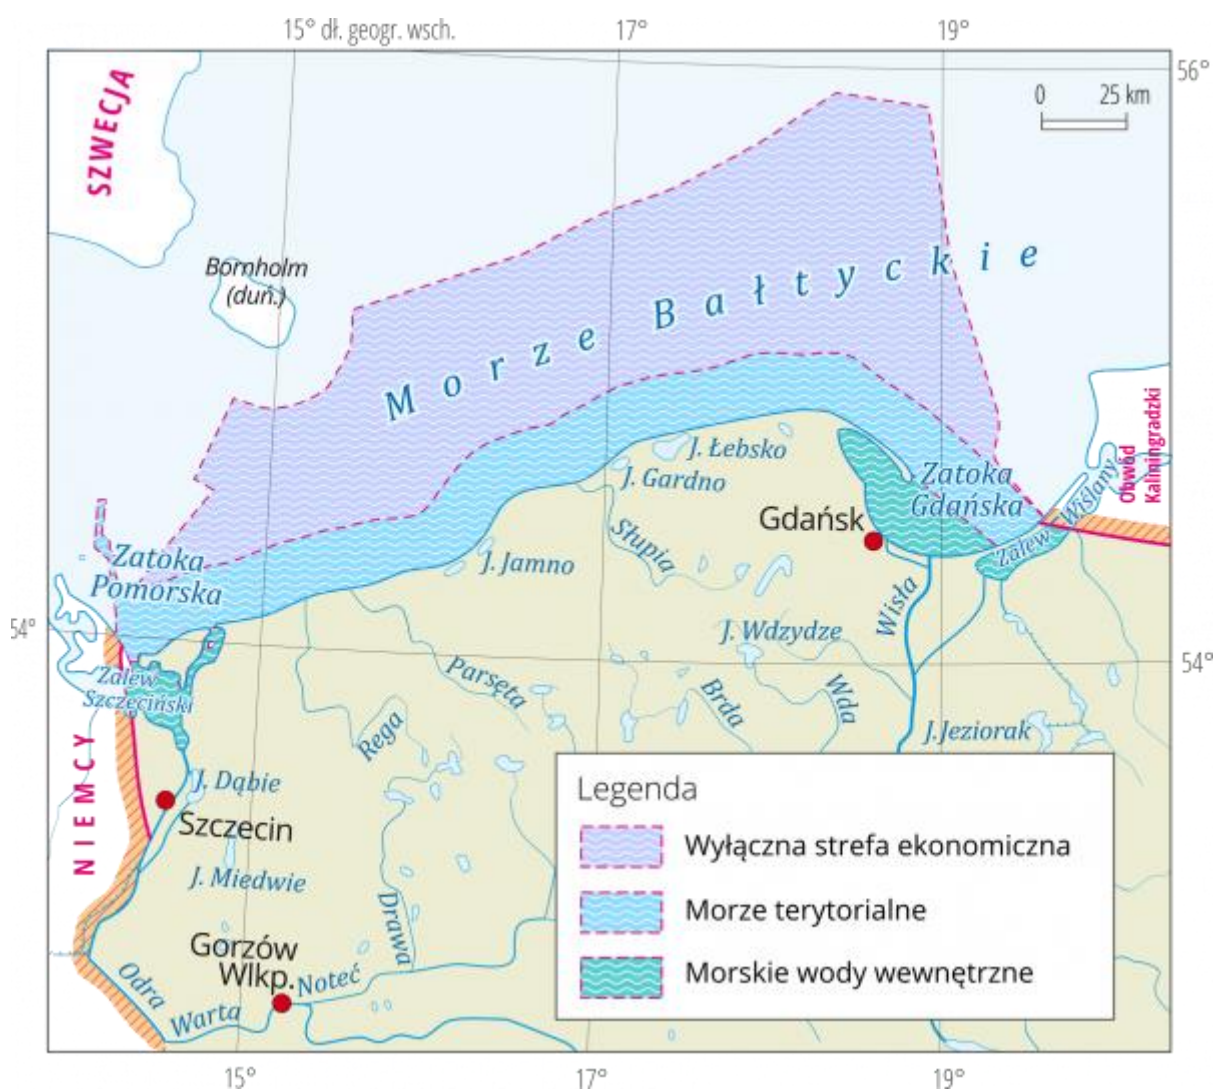 15° dł. geogr. wsch.
17°
19°
56°
0 25 km
SZWECJA
Bornholm
(duń.)
Morze Bałtyckie
Obwód
Kaliningradzki
J. Łebsko
J. Gardno
Zatoka
Gdańska
Zalew Wiślany
Gdańsk
Słupia
J. Jamno
Zatoka
Pomorska
54°
Wisła
J. Wdzydze
54°
Zalew
Szczeciński
Parsęta
Rega
Brda
Wda
J. Jeziorak
NIEMCY
J. Dąbie
Szczecin
J. Miedwie
Drawa
Gorzów
Wlkp.
Noteć
Odra
Warta
Legenda
Wyłączna strefa ekonomiczna
Morze terytorialne
Morskie wody wewnętrzne
15°
17°
19°